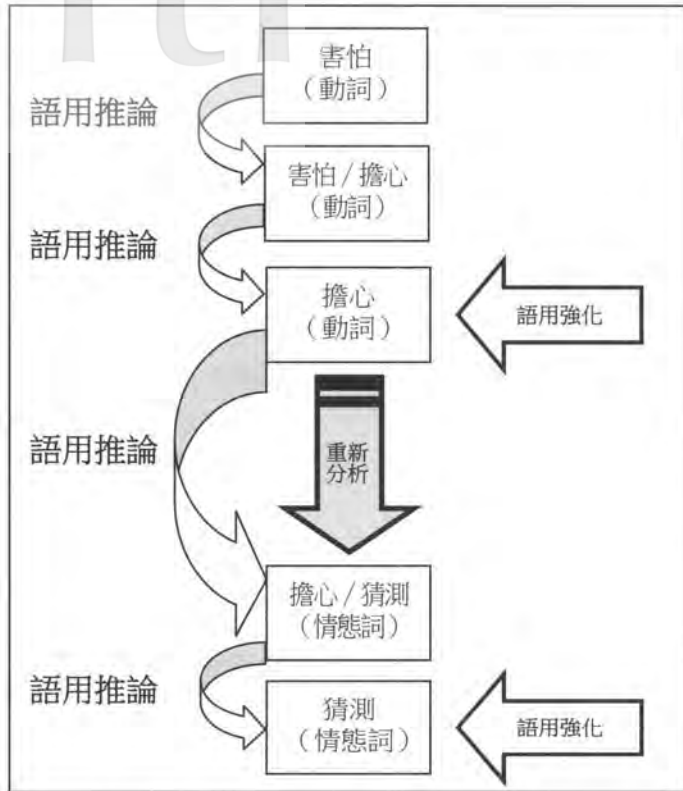 害怕
(動詞)
語用推論
害怕 / 擔心
(動詞)
語用推論
擔心
(動詞)
語用強化
語用推論
重新
分析
擔心 / 猜測
(情態詞)
語用推論
猜測
(情態詞)
語用強化